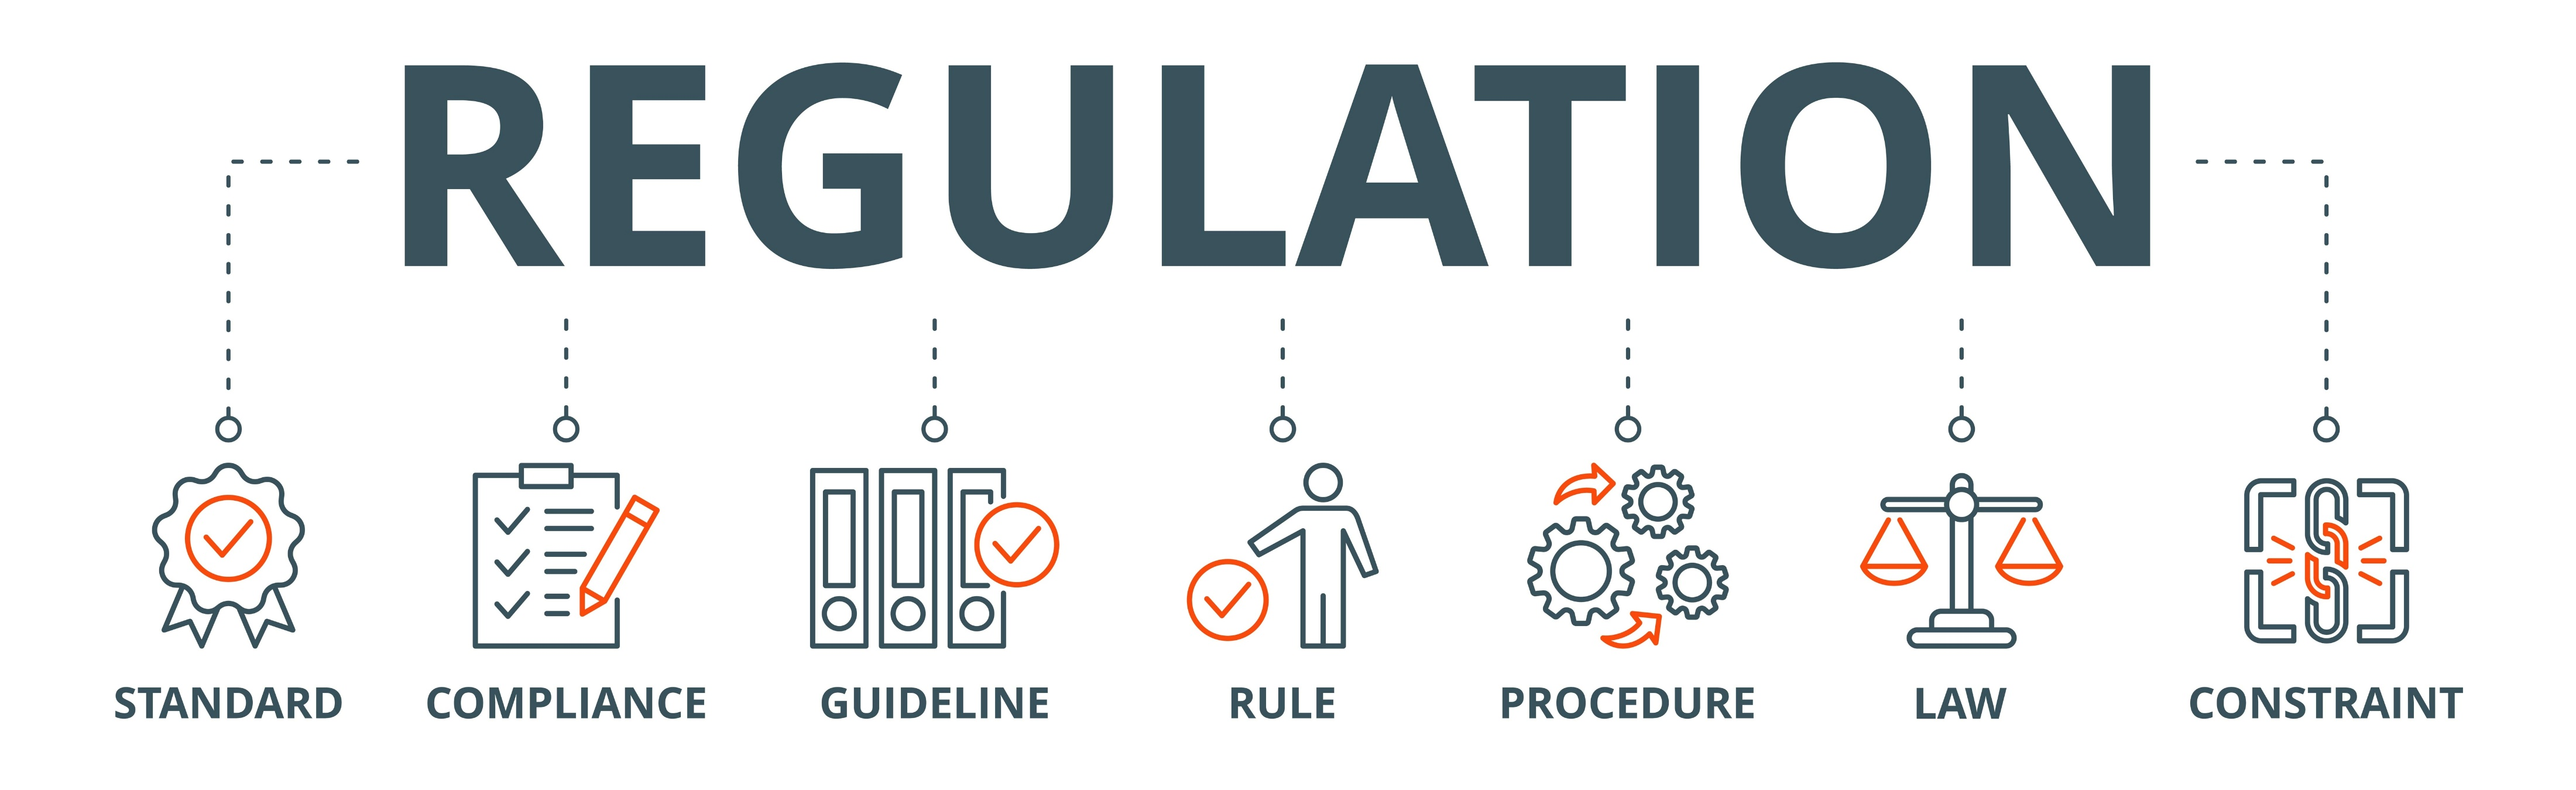 REGULATION
STANDARD
COMPLIANCE
GUIDELINE
RULE
PROCEDURE
LAW
CONSTRAINT